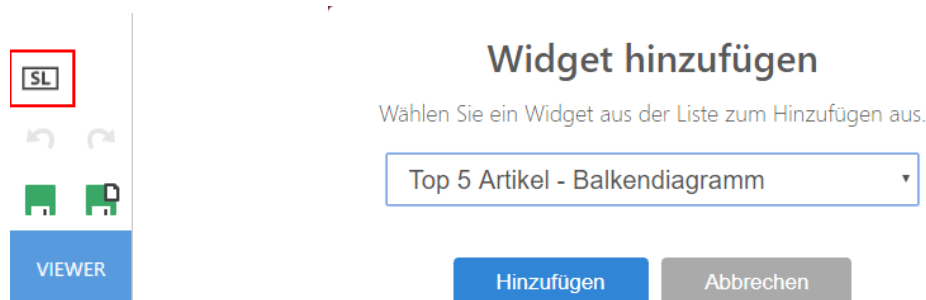 SL
VIEWER
Widget hinzufügen
Wählen Sie ein Widget aus der Liste zum Hinzufügen aus.
Top 5 Artikel - Balkendiagramm
Hinzufügen
Abbrechen